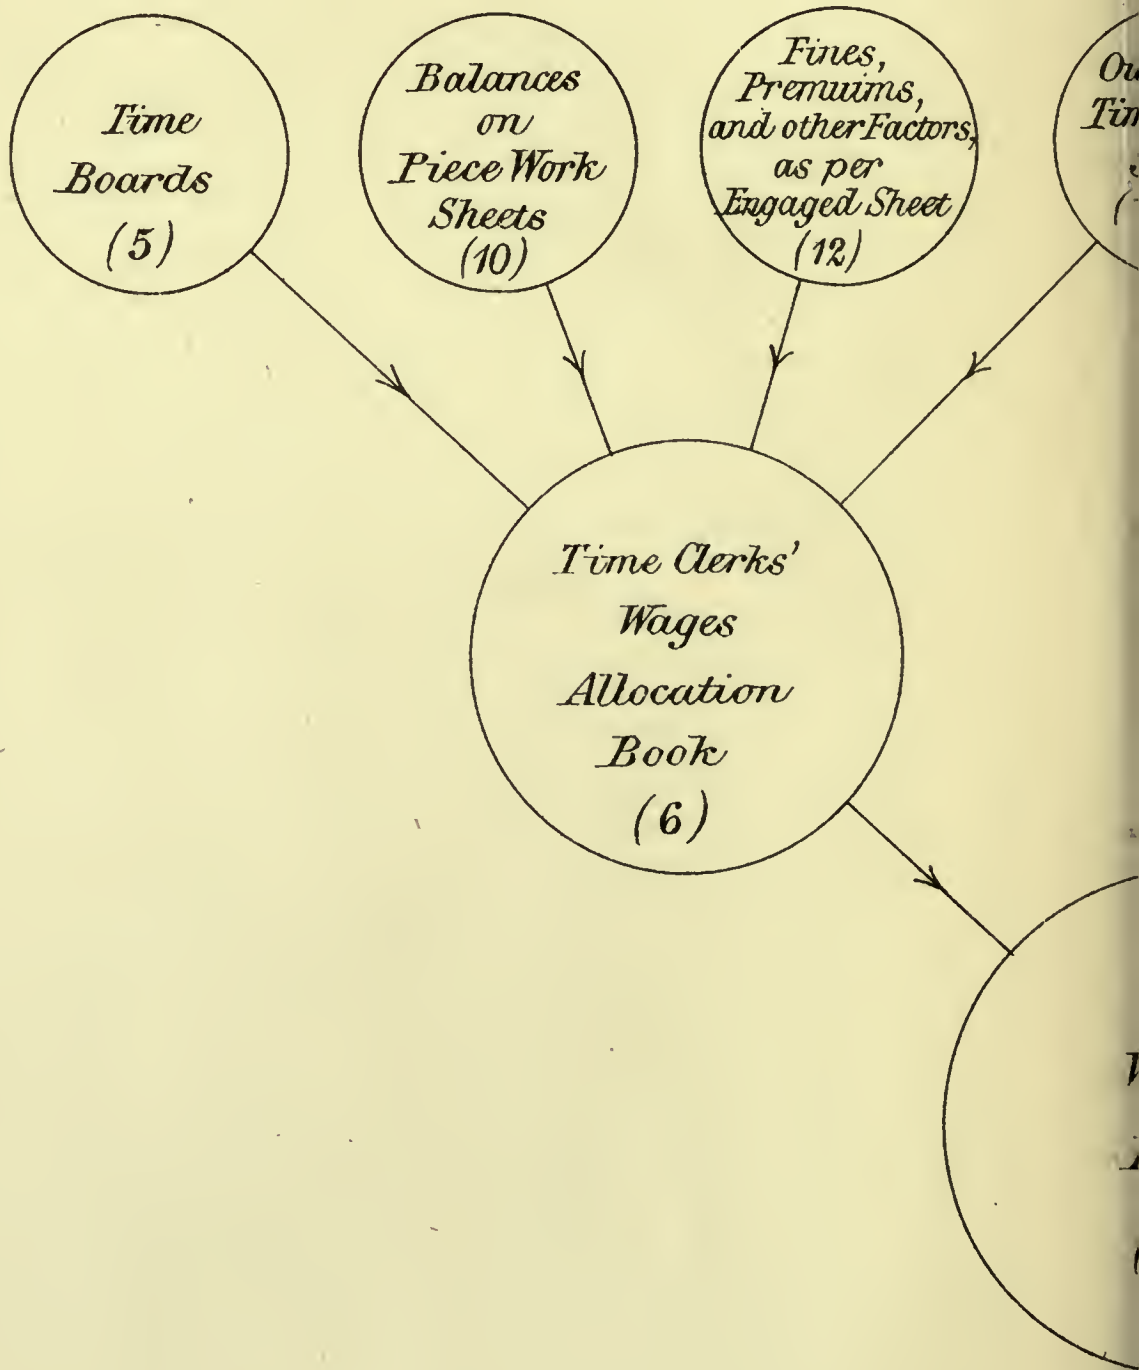 Time
Boards
(5)
Balances
on
Piece Work
Sheets
(10)
Fines,
Premuims,
and other Factors,
as per
Engaged Sheet
(12)
Time Clerks'
Wages
Allocation
Book
(6)